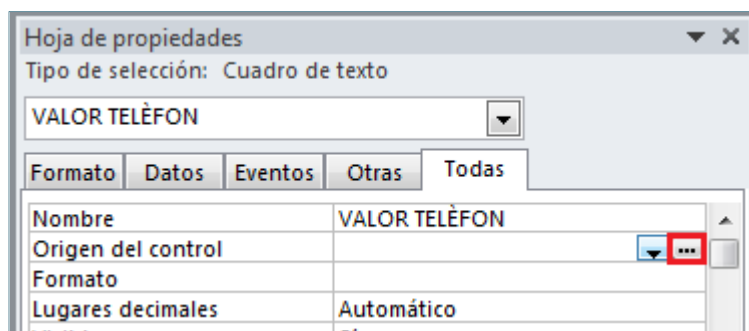 Hoja de propiedades
Tipo de selección: Cuadro de texto
VALOR TELÈFON
Formato Datos Eventos Otras Todas
Nombre VALOR TELÈFON
Origen del control
Formato
Lugares decimales Automático